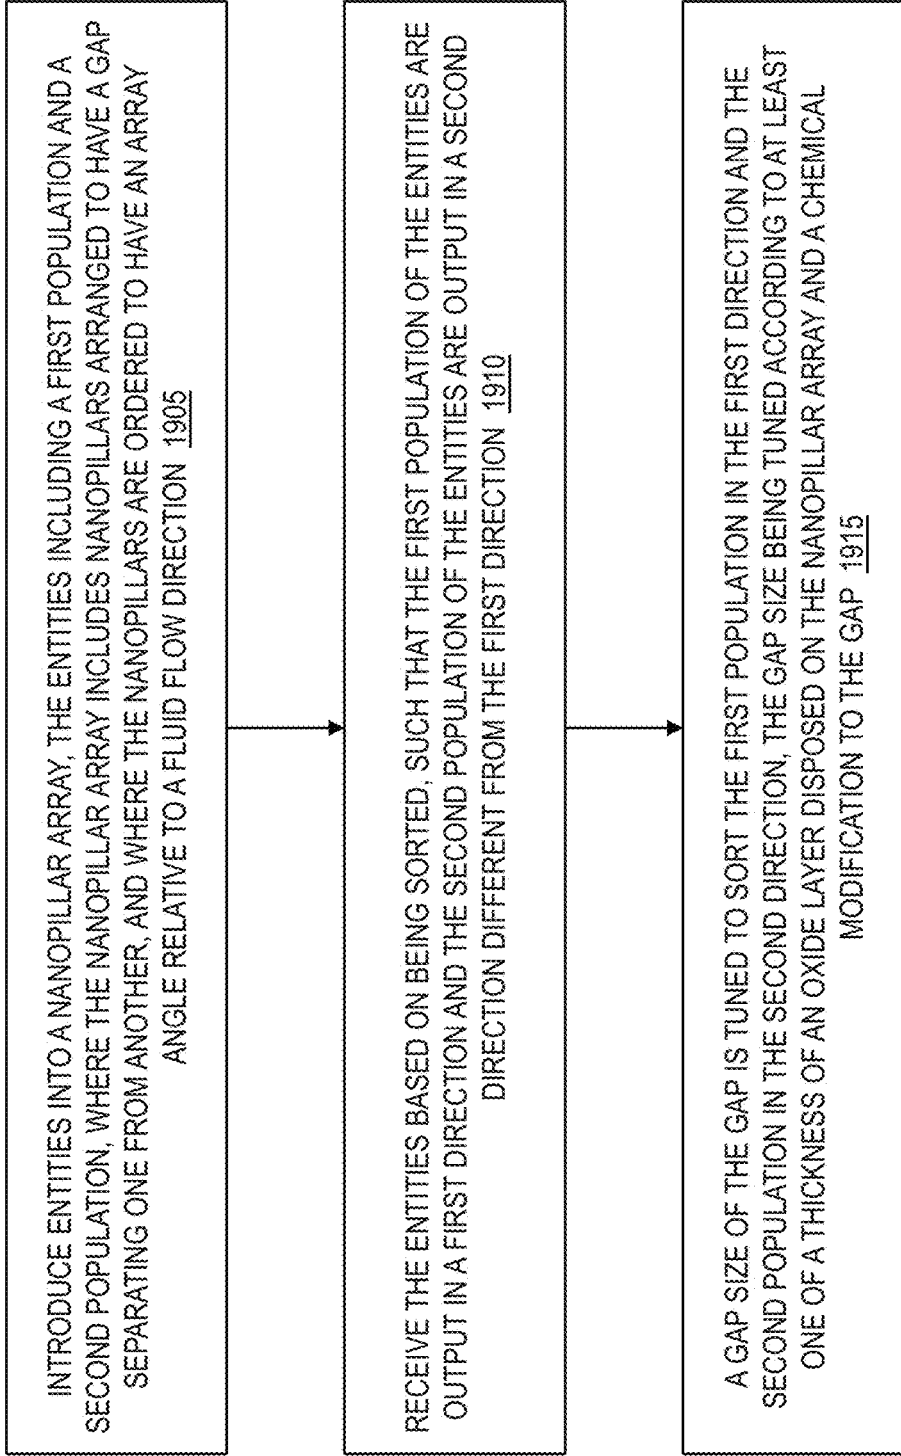 INTRODUCE ENTITIES INTO A NANOPILLAR ARRAY, THE ENTITIES INCLUDING A FIRST POPULATION AND A
SECOND POPULATION, WHERE THE NANOPILLAR ARRAY INCLUDES NANOPILLARS ARRANGED TO HAVE A GAP
SEPARATING ONE FROM ANOTHER, AND WHERE THE NANOPILLARS ARE ORDERED TO HAVE AN ARRAY
ANGLE RELATIVE TO A FLUID FLOW DIRECTION 1905
RECEIVE THE ENTITIES BASED ON BEING SORTED, SUCH THAT THE FIRST POPULATION OF THE ENTITIES ARE
OUTPUT IN A FIRST DIRECTION AND THE SECOND POPULATION OF THE ENTITIES ARE OUTPUT IN A SECOND
DIRECTION DIFFERENT FROM THE FIRST DIRECTION 1910
A GAP SIZE OF THE GAP IS TUNED TO SORT THE FIRST POPULATION IN THE FIRST DIRECTION AND THE
SECOND POPULATION IN THE SECOND DIRECTION, THE GAP SIZE BEING TUNED ACCORDING TO AT LEAST
ONE OF A THICKNESS OF AN OXIDE LAYER DISPOSED ON THE NANOPILLAR ARRAY AND A CHEMICAL
MODIFICATION TO THE GAP 1915